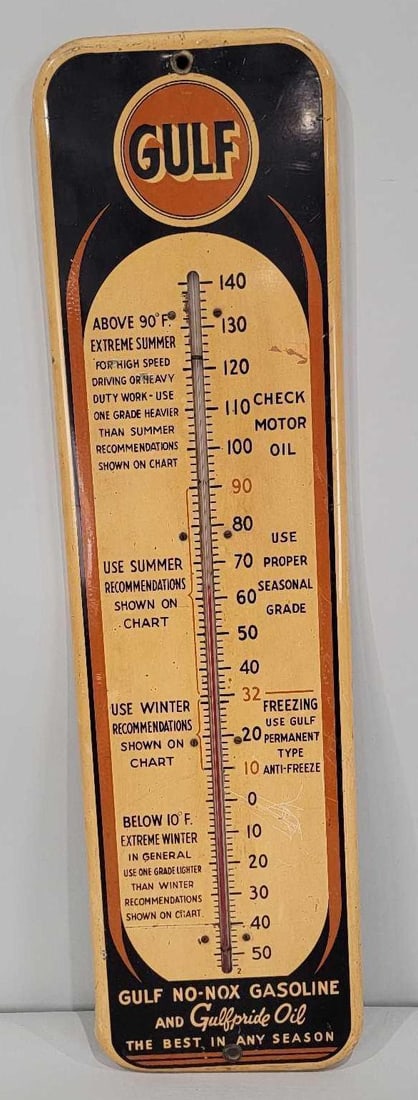 GULF
140
130
120
110
100
90
80
70
60
50
40
32
20
10
0
10
20
30
40
50
2
ABOVE 90°F.
EXTREME SUMMER
FOR HIGH SPEED
DRIVING OR HEAVY
DUTY WORK - USE
ONE GRADE HEAVIER
THAN SUMMER
RECOMMENDATIONS
SHOWN ON CHART
CHECK
MOTOR
OIL
USE SUMMER
RECOMMENDATIONS
SHOWN ON
CHART
USE
PROPER
SEASONAL
GRADE
USE WINTER
RECOMMENDATIONS
SHOWN ON
CHART
FREEZING
USE GULF
PERMANENT
TYPE
ANTI-FREEZE
BELOW 10°F.
EXTREME WINTER
IN GENERAL
USE ONE GRADE LIGHTER
THAN WINTER
RECOMMENDATIONS
SHOWN ON CHART.
GULF NO-NOX GASOLINE
AND Gulfpride Oil
THE BEST IN ANY SEASON